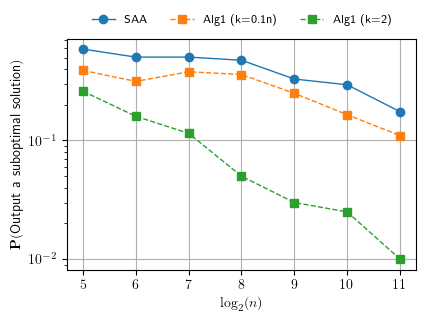 SAA Alg1 (k=0.1n) Alg1 (k=2)
P(Output a suboptimal solution)
10⁻¹
10⁻²
5 6 7 8 9 10 11
log₂(n)